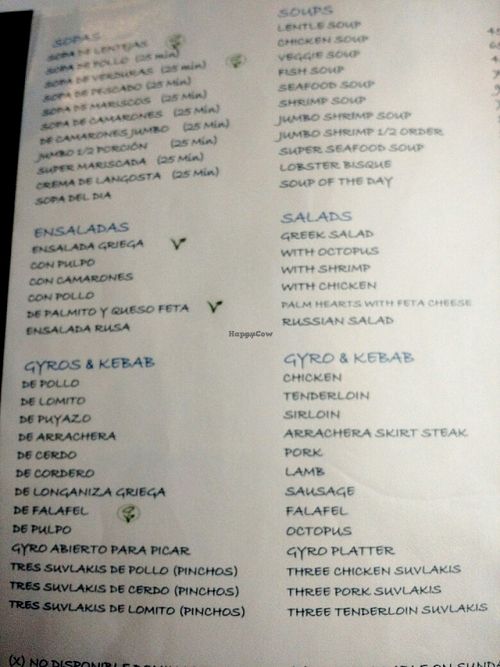 SOPAS
SOPA DE LENTEJAS
SOPA DE POLLO (25 min)
SOPA DE VERDURAS (25 min)
SOPA DE PESCADO (25 Min)
SOPA DE MARISCOS (25 Min)
SOPA DE CAMARONES (25 Min)
DE CAMARONES JUMBO (25 Min)
JUMBO 1/2 PORCIÓN (25 Min)
SUPER MARISCADA (25 Min)
CREMA DE LANGOSTA (25 Min)
SOPA DEL DIA
ENSALADAS
ENSALADA GRIEGA
CON PULPO
CON CAMARONES
CON POLLO
DE PALMITO Y QUESO FETA
ENSALADA RUSA
GYROS & KEBAB
DE POLLO
DE LOMITO
DE PUYAZO
DE ARRACHERA
DE CERDO
DE CORDERO
DE LONGANIZA GRIEGA
DE FALAFEL
DE PULPO
GYRO ABIERTO PARA PICAR
TRES SUVLAKIS DE POLLO (PINCHOS)
TRES SUVLAKIS DE CERDO (PINCHOS)
TRES SUVLAKIS DE LOMITO (PINCHOS)
(X) NO DISPONIBLE
SOUPS
LENTLE SOUP
CHICKEN SOUP
VEGGIE SOUP
FISH SOUP
SEAFOOD SOUP
SHRIMP SOUP
JUMBO SHRIMP SOUP
JUMBO SHRIMP 1/2 ORDER
SUPER SEAFOOD SOUP
LOBSTER BISQUE
SOUP OF THE DAY
SALADS
GREEK SALAD
WITH OCTOPUS
WITH SHRIMP
WITH CHICKEN
PALM HEARTS WITH FETA CHEESE
RUSSIAN SALAD
HappyCow
GYRO & KEBAB
CHICKEN
TENDERLOIN
SIRLOIN
ARRACHERA SKIRT STEAK
PORK
LAMB
SAUSAGE
FALAFEL
OCTOPUS
GYRO PLATTER
THREE CHICKEN SUVLAKIS
THREE PORK SUVLAKIS
THREE TENDERLOIN SUVLAKIS